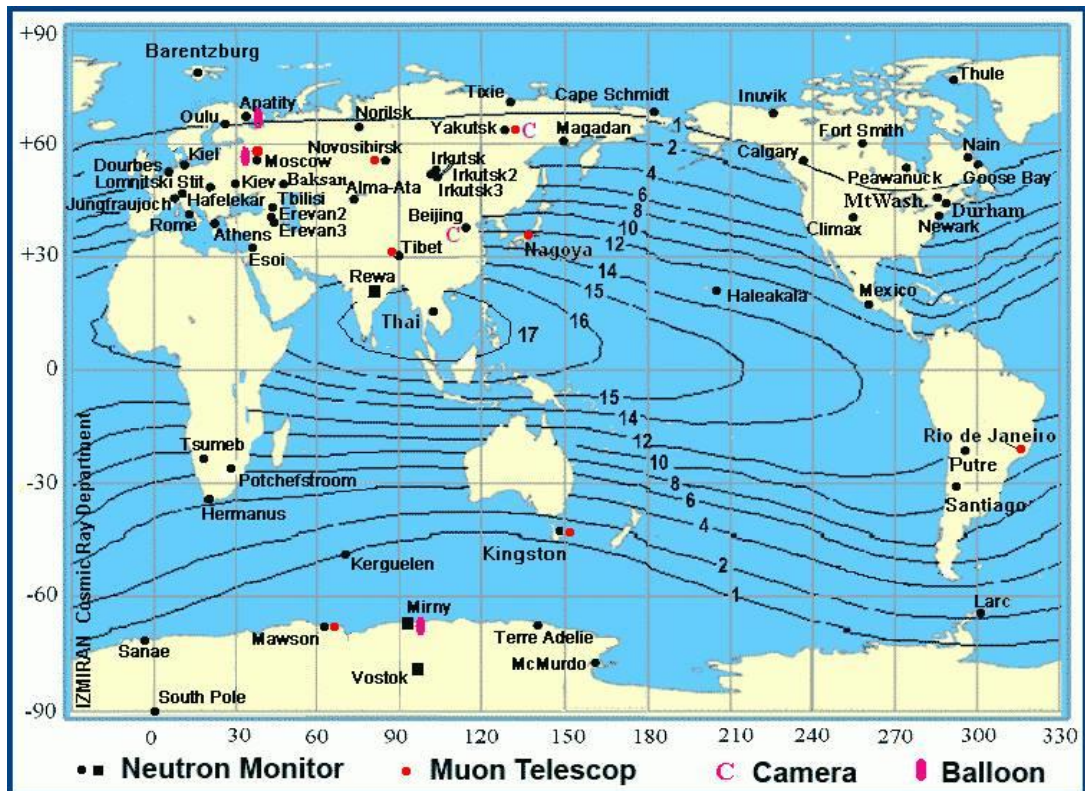 +90
Barentzburg
Thule
Tixie
Cape Schmidt
Inuvik
Apatity
Norilsk
Oulu
Fort Smith
+60
Yakutsk
C
Magadan
1
2
Nain
Kiel
Moscow
Novosibirsk
Irkutsk
Calgary
Dourbes
4
Peawanuck
Goose Bay
Lomnitski Stit
Kiev
Baksan
Alma-Ata
Irkutsk2
Irkutsk3
6
MtWash.
Jungfraujoch
Hafelekar
Tbilisi
8
Durham
Rome
Erevan2
Beijing
10
Climax
Newark
Athens
Erevan3
C
12
+30
Esoi
Tibet
Nagoya
Rewa
14
15
Haleakala
Mexico
Thai
16
17
0
15
14
12
Rio de Janeiro
Tsumeb
10
Putre
-30
Potchefstroom
8
6
Santiago
Hermanus
4
Kingston
Kerguelen
2
-60
1
Mirny
Larc
Mawson
Terre Adelie
Sanae
McMurdo
Vostok
South Pole
-90
IZMIRAN Cosmic Ray Department
0 30 60 90 120 150 180 210 240 270 300 330
Neutron Monitor Muon Telescop C Camera Balloon